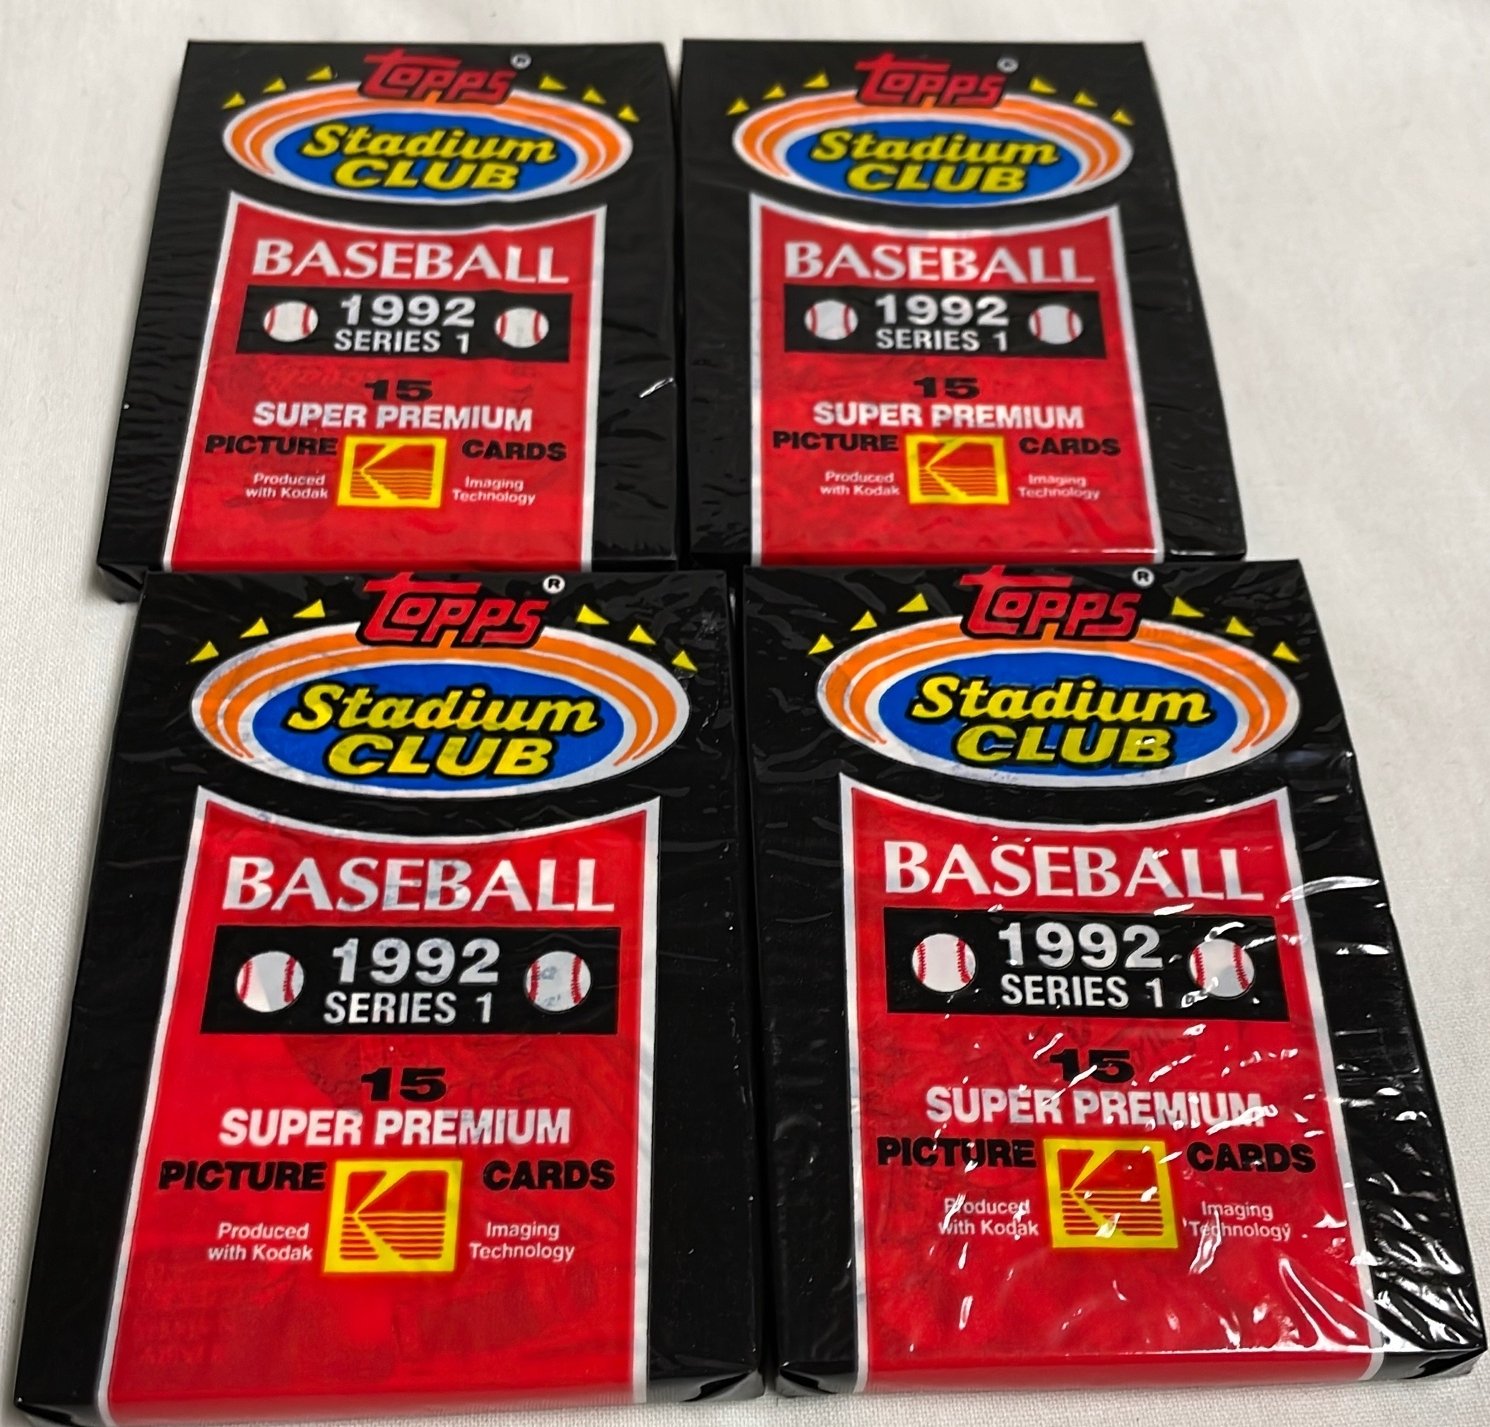 Topps®
Stadium
CLUB
BASEBALL
1992
SERIES 1
15
SUPER PREMIUM
PICTURE CARDS
Produced
with Kodak
Imaging
Technology
Topps®
Stadium
CLUB
BASEBALL
1992
SERIES 1
15
SUPER PREMIUM
PICTURE CARDS
Produced
with Kodak
Imaging
Technology
Topps®
Stadium
CLUB
BASEBALL
1992
SERIES 1
15
SUPER PREMIUM
PICTURE CARDS
Produced
with Kodak
Imaging
Technology
Topps®
Stadium
CLUB
BASEBALL
1992
SERIES 1
15
SUPER PREMIUM
PICTURE CARDS
Produced
with Kodak
Imaging
Technology